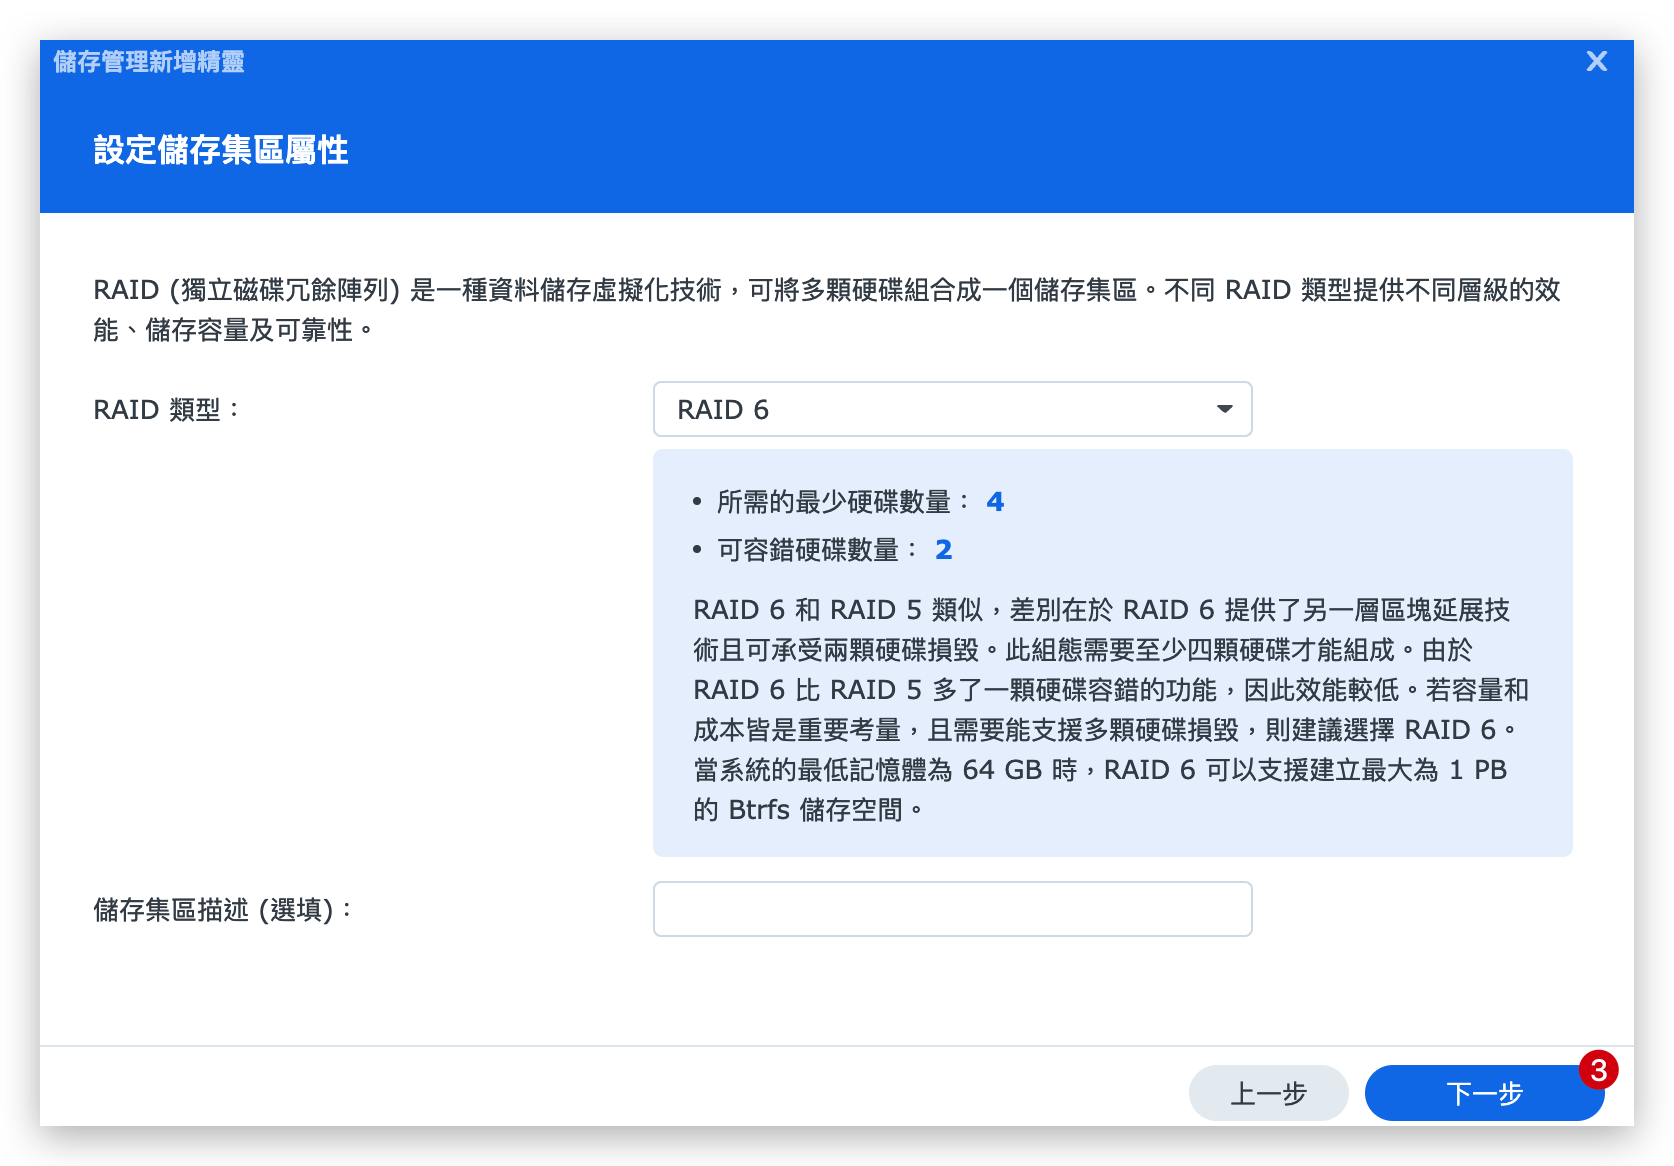 儲存管理新增精靈
X
設定儲存集區屬性
RAID (獨立磁碟冗餘陣列) 是一種資料儲存虛擬化技術，可將多顆硬碟組合成一個儲存集區。不同 RAID 類型提供不同層級的效
能、儲存容量及可靠性。
RAID 類型：
RAID 6
• 所需的最少硬碟數量： 4
• 可容錯硬碟數量： 2
RAID 6 和 RAID 5 類似，差別在於 RAID 6 提供了另一層區塊延展技
術且可承受兩顆硬碟損毀。此組態需要至少四顆硬碟才能組成。由於
RAID 6 比 RAID 5 多了一顆硬碟容錯的功能，因此效能較低。若容量和
成本皆是重要考量，且需要能支援多顆硬碟損毀，則建議選擇 RAID 6。
當系統的最低記憶體為 64 GB 時，RAID 6 可以支援建立最大為 1 PB
的 Btrfs 儲存空間。
儲存集區描述 (選填)：
上一步
下一步
3